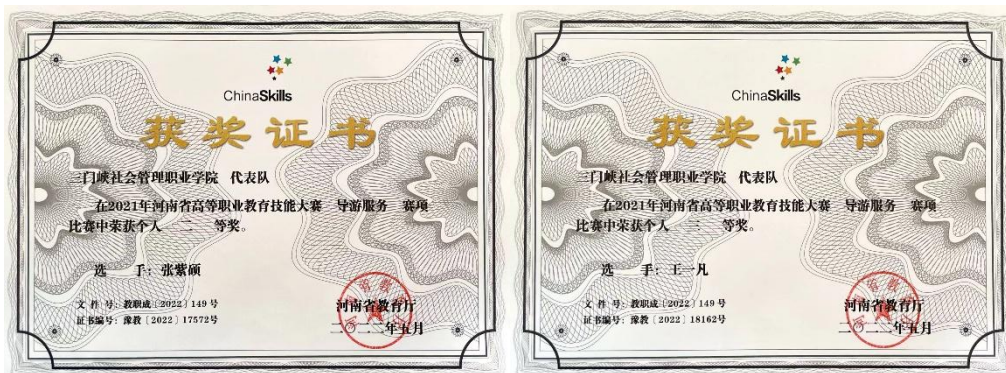 ChinaSkills
获奖证书
三门峡社会管理职业学院 代表队
在2021年河南省高等职业教育技能大赛 导游服务 赛项
比赛中荣获个人 二 等奖。
选 手：张紫硕
文 件 号：教职成〔2022〕149号
证书编号：豫教〔2022〕17572号
河南省教育厅
二〇二二年五月
ChinaSkills
获奖证书
三门峡社会管理职业学院 代表队
在2021年河南省高等职业教育技能大赛 导游服务 赛项
比赛中荣获个人 三 等奖。
选 手：王一凡
文 件 号：教职成〔2022〕149号
证书编号：豫教〔2022〕18162号
河南省教育厅
二〇二二年五月